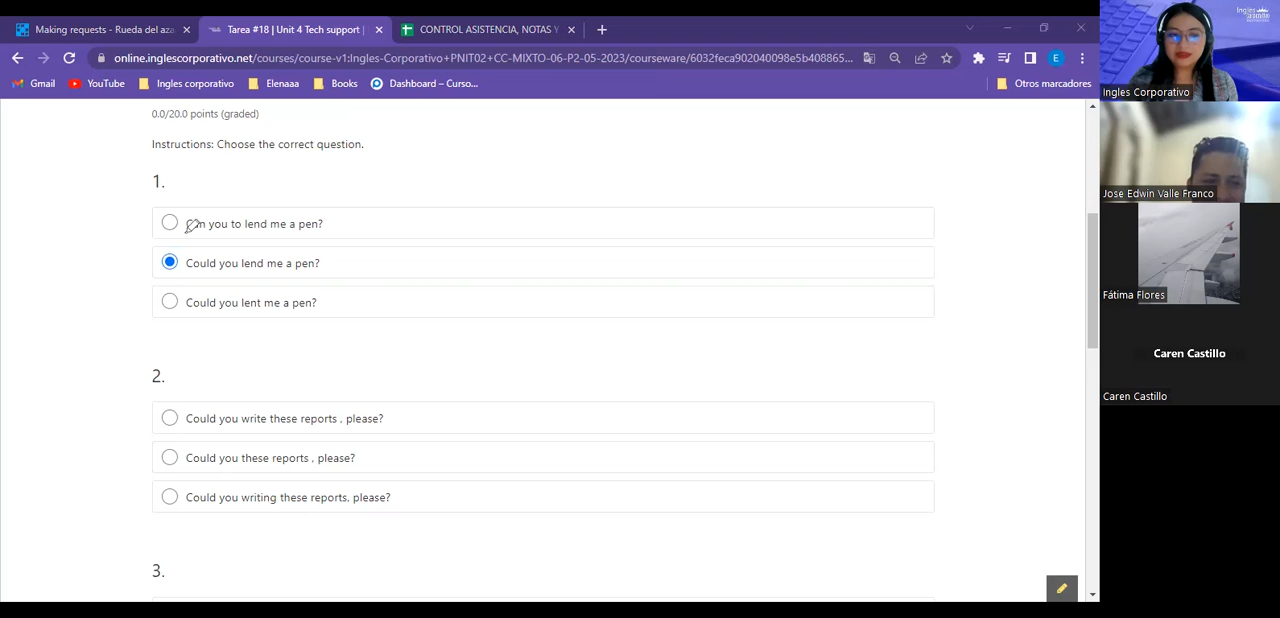 Making requests - Rueda del aza
Tarea #18 | Unit 4 Tech support |
CONTROL ASISTENCIA, NOTAS Y
online.inglescorporativo.net/courses/course-v1:Ingles-Corporativo+PNIT02+CC-MIXTO-06-P2-05-2023/courseware/6032feca902040098e5b408865...
E
Gmail
YouTube
Ingles corporativo
Elenaaa
Books
Dashboard – Curso...
Otros marcadores
0.0/20.0 points (graded)
Instructions: Choose the correct question.
1.
you to lend me a pen?
Could you lend me a pen?
Could you lent me a pen?
2.
Could you write these reports , please?
Could you these reports , please?
Could you writing these reports, please?
3.
Ingles Corporativo
Jose Edwin Valle Franco
Fátima Flores
Caren Castillo
Caren Castillo